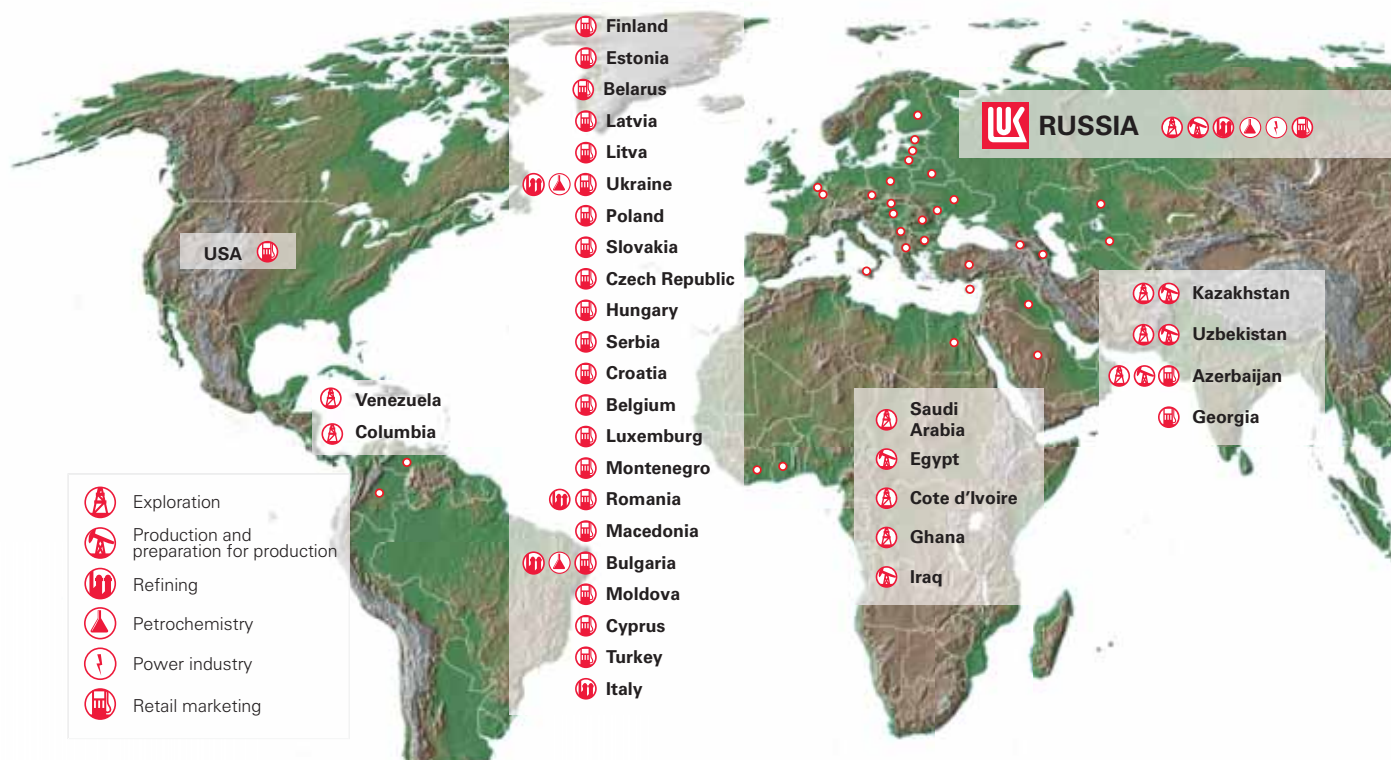 Finland
Estonia
Belarus
Latvia
Litva
Ukraine
Poland
Slovakia
Czech Republic
Hungary
Serbia
Croatia
Belgium
Luxemburg
Montenegro
Romania
Macedonia
Bulgaria
Moldova
Cyprus
Turkey
Italy
LUK RUSSIA
USA
Venezuela
Columbia
Kazakhstan
Uzbekistan
Azerbaijan
Georgia
Saudi
Arabia
Egypt
Cote d'Ivoire
Ghana
Iraq
Exploration
Production and
preparation for production
Refining
Petrochemistry
Power industry
Retail marketing